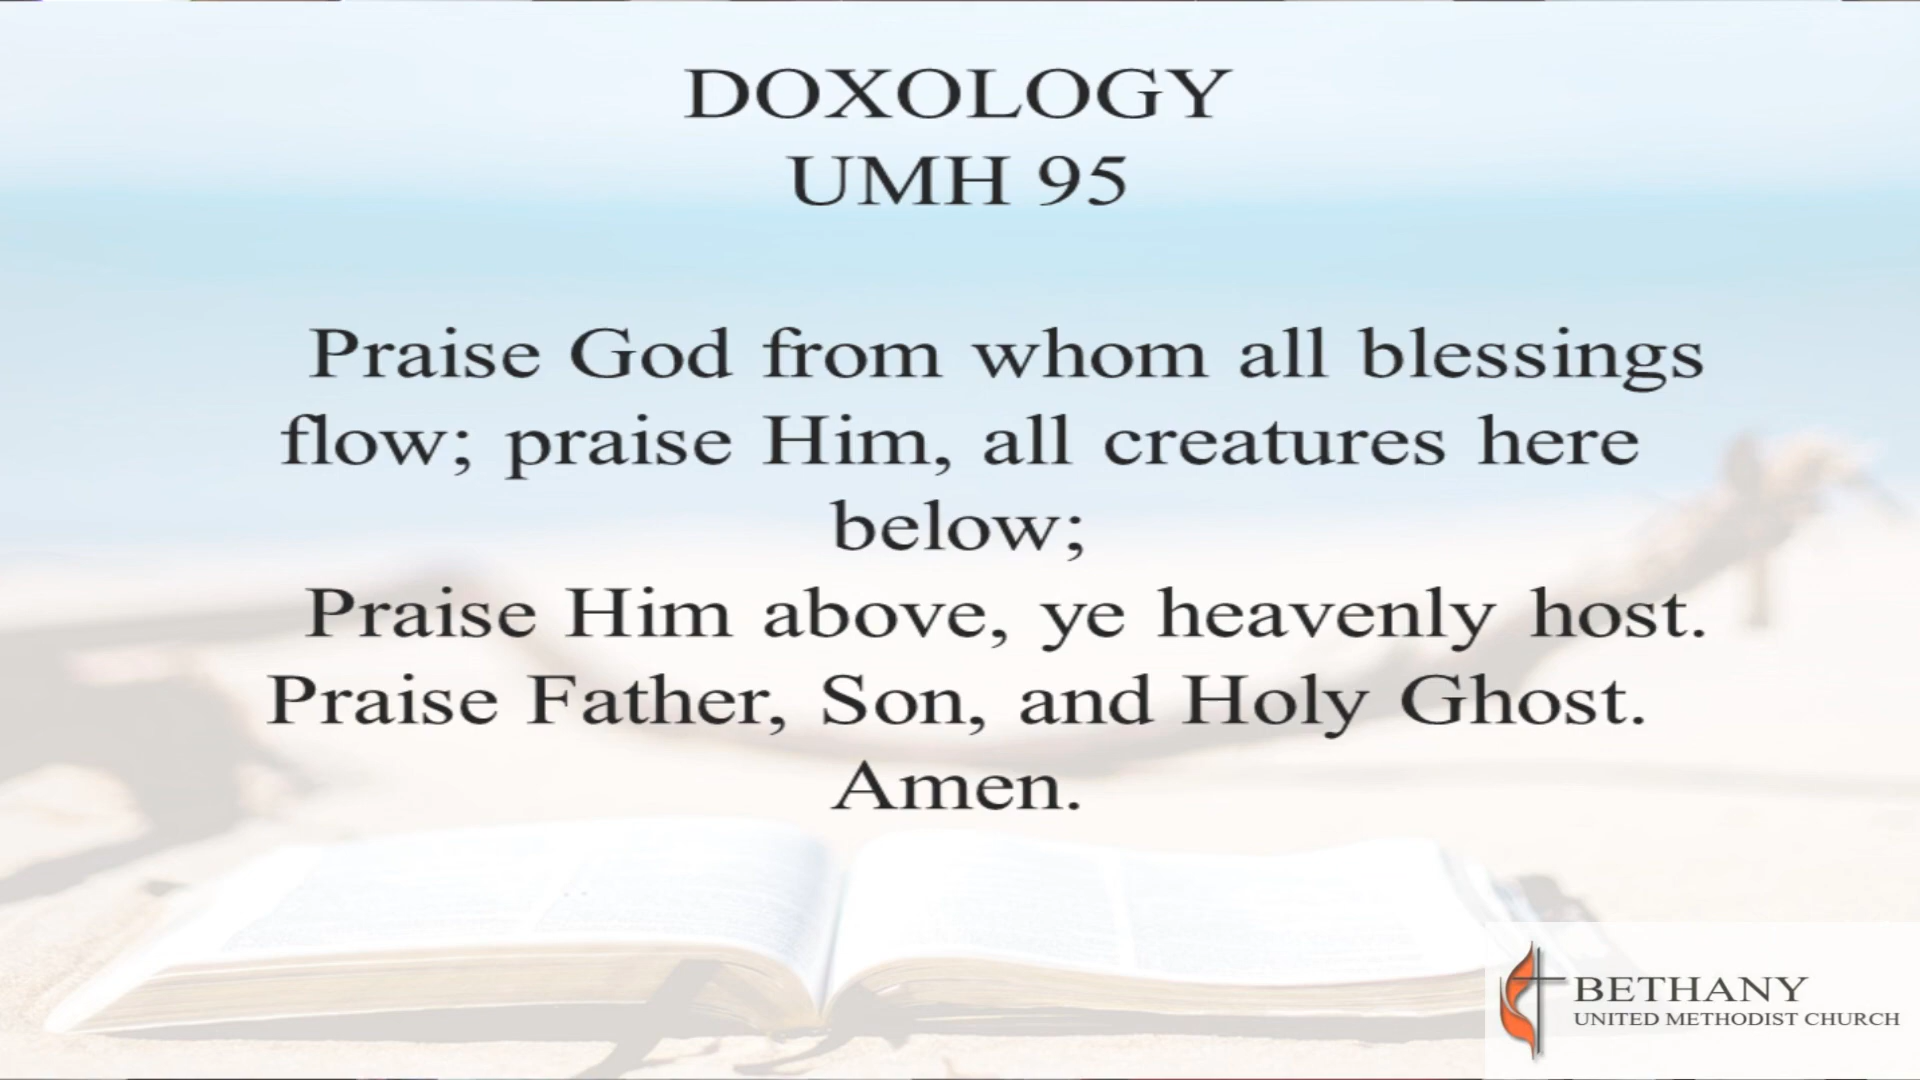 DOXOLOGY
UMH 95
Praise God from whom all blessings
flow; praise Him, all creatures here
below;
Praise Him above, ye heavenly host.
Praise Father, Son, and Holy Ghost.
Amen.
BETHANY
UNITED METHODIST CHURCH